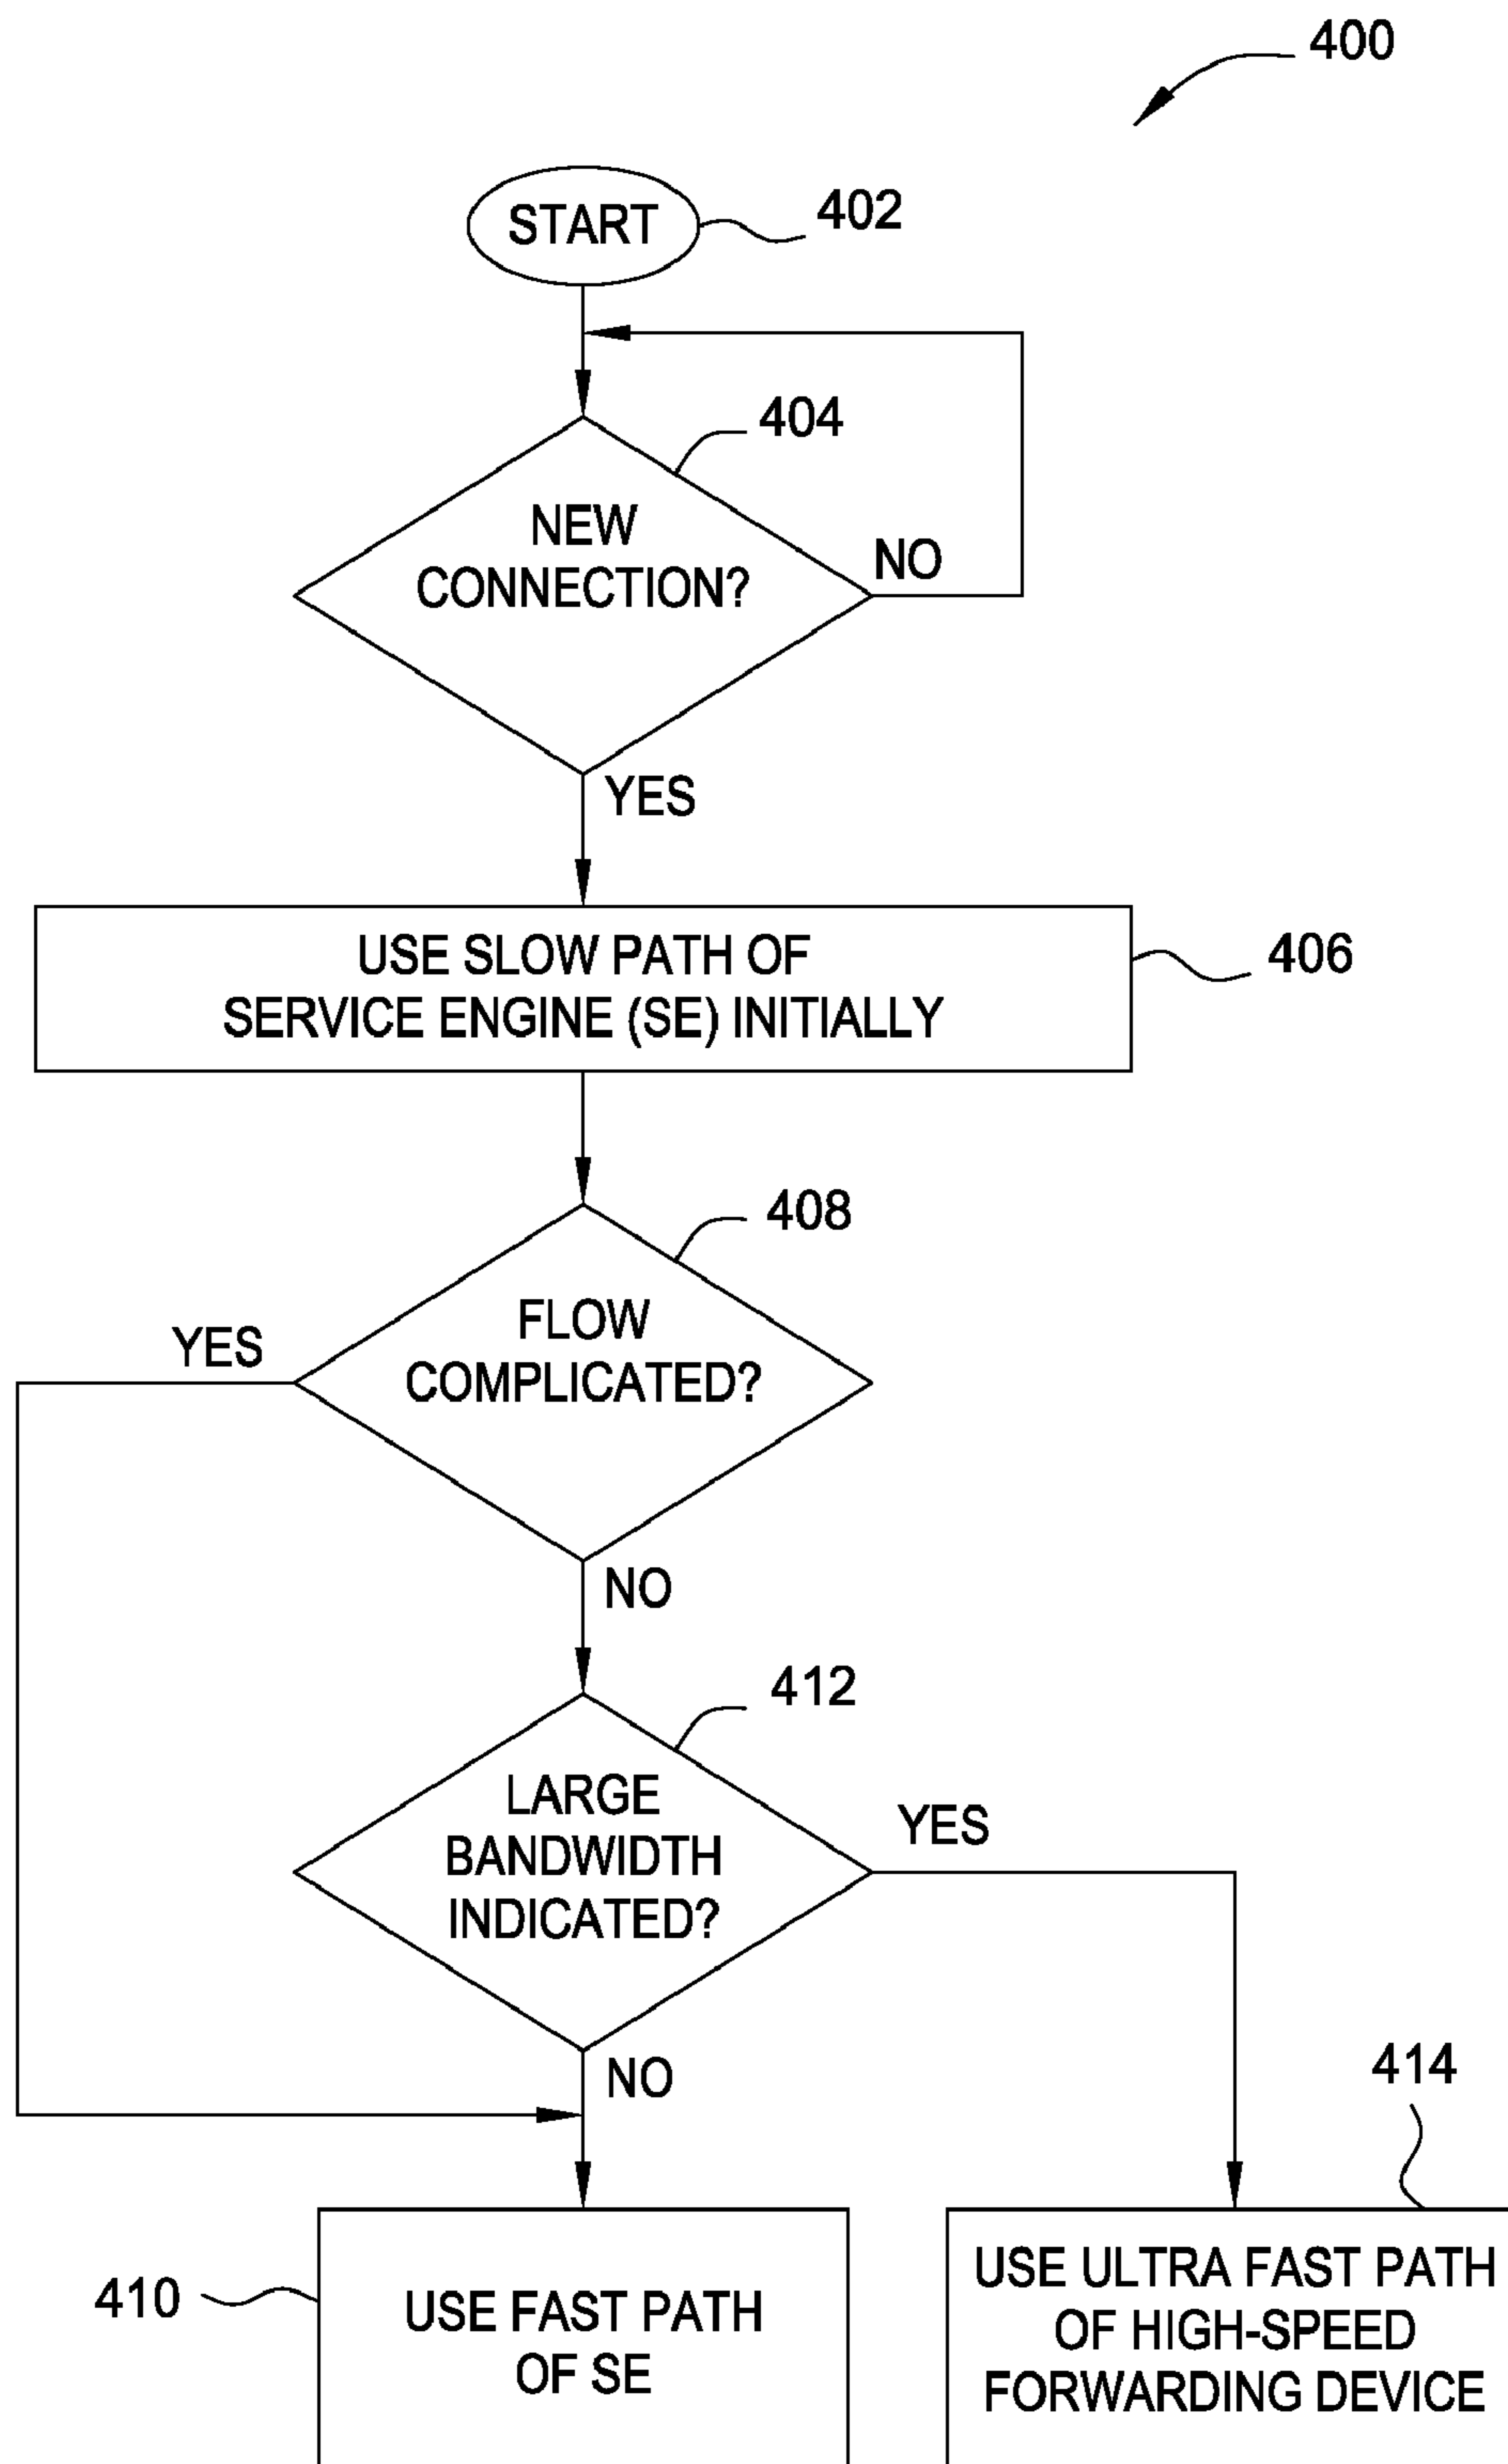 400
START
402
404
NEW
CONNECTION?
NO
YES
USE SLOW PATH OF
SERVICE ENGINE (SE) INITIALLY
406
408
FLOW
COMPLICATED?
YES
NO
412
LARGE
BANDWIDTH
INDICATED?
YES
NO
414
410
USE FAST PATH
OF SE
USE ULTRA FAST PATH
OF HIGH-SPEED
FORWARDING DEVICE